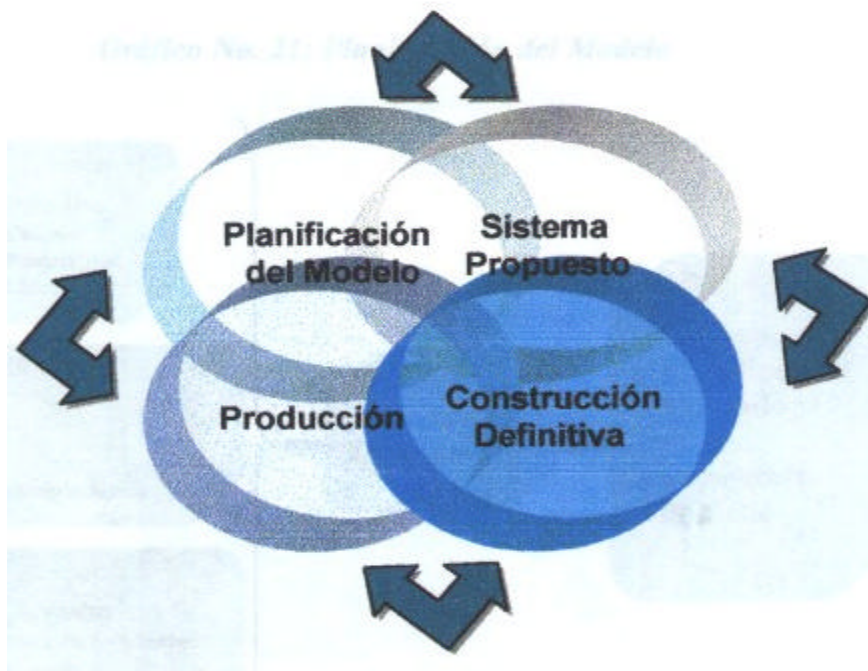 Planificación
del Modelo
Sistema
Propuesto
Producción
Construcción
Definitiva